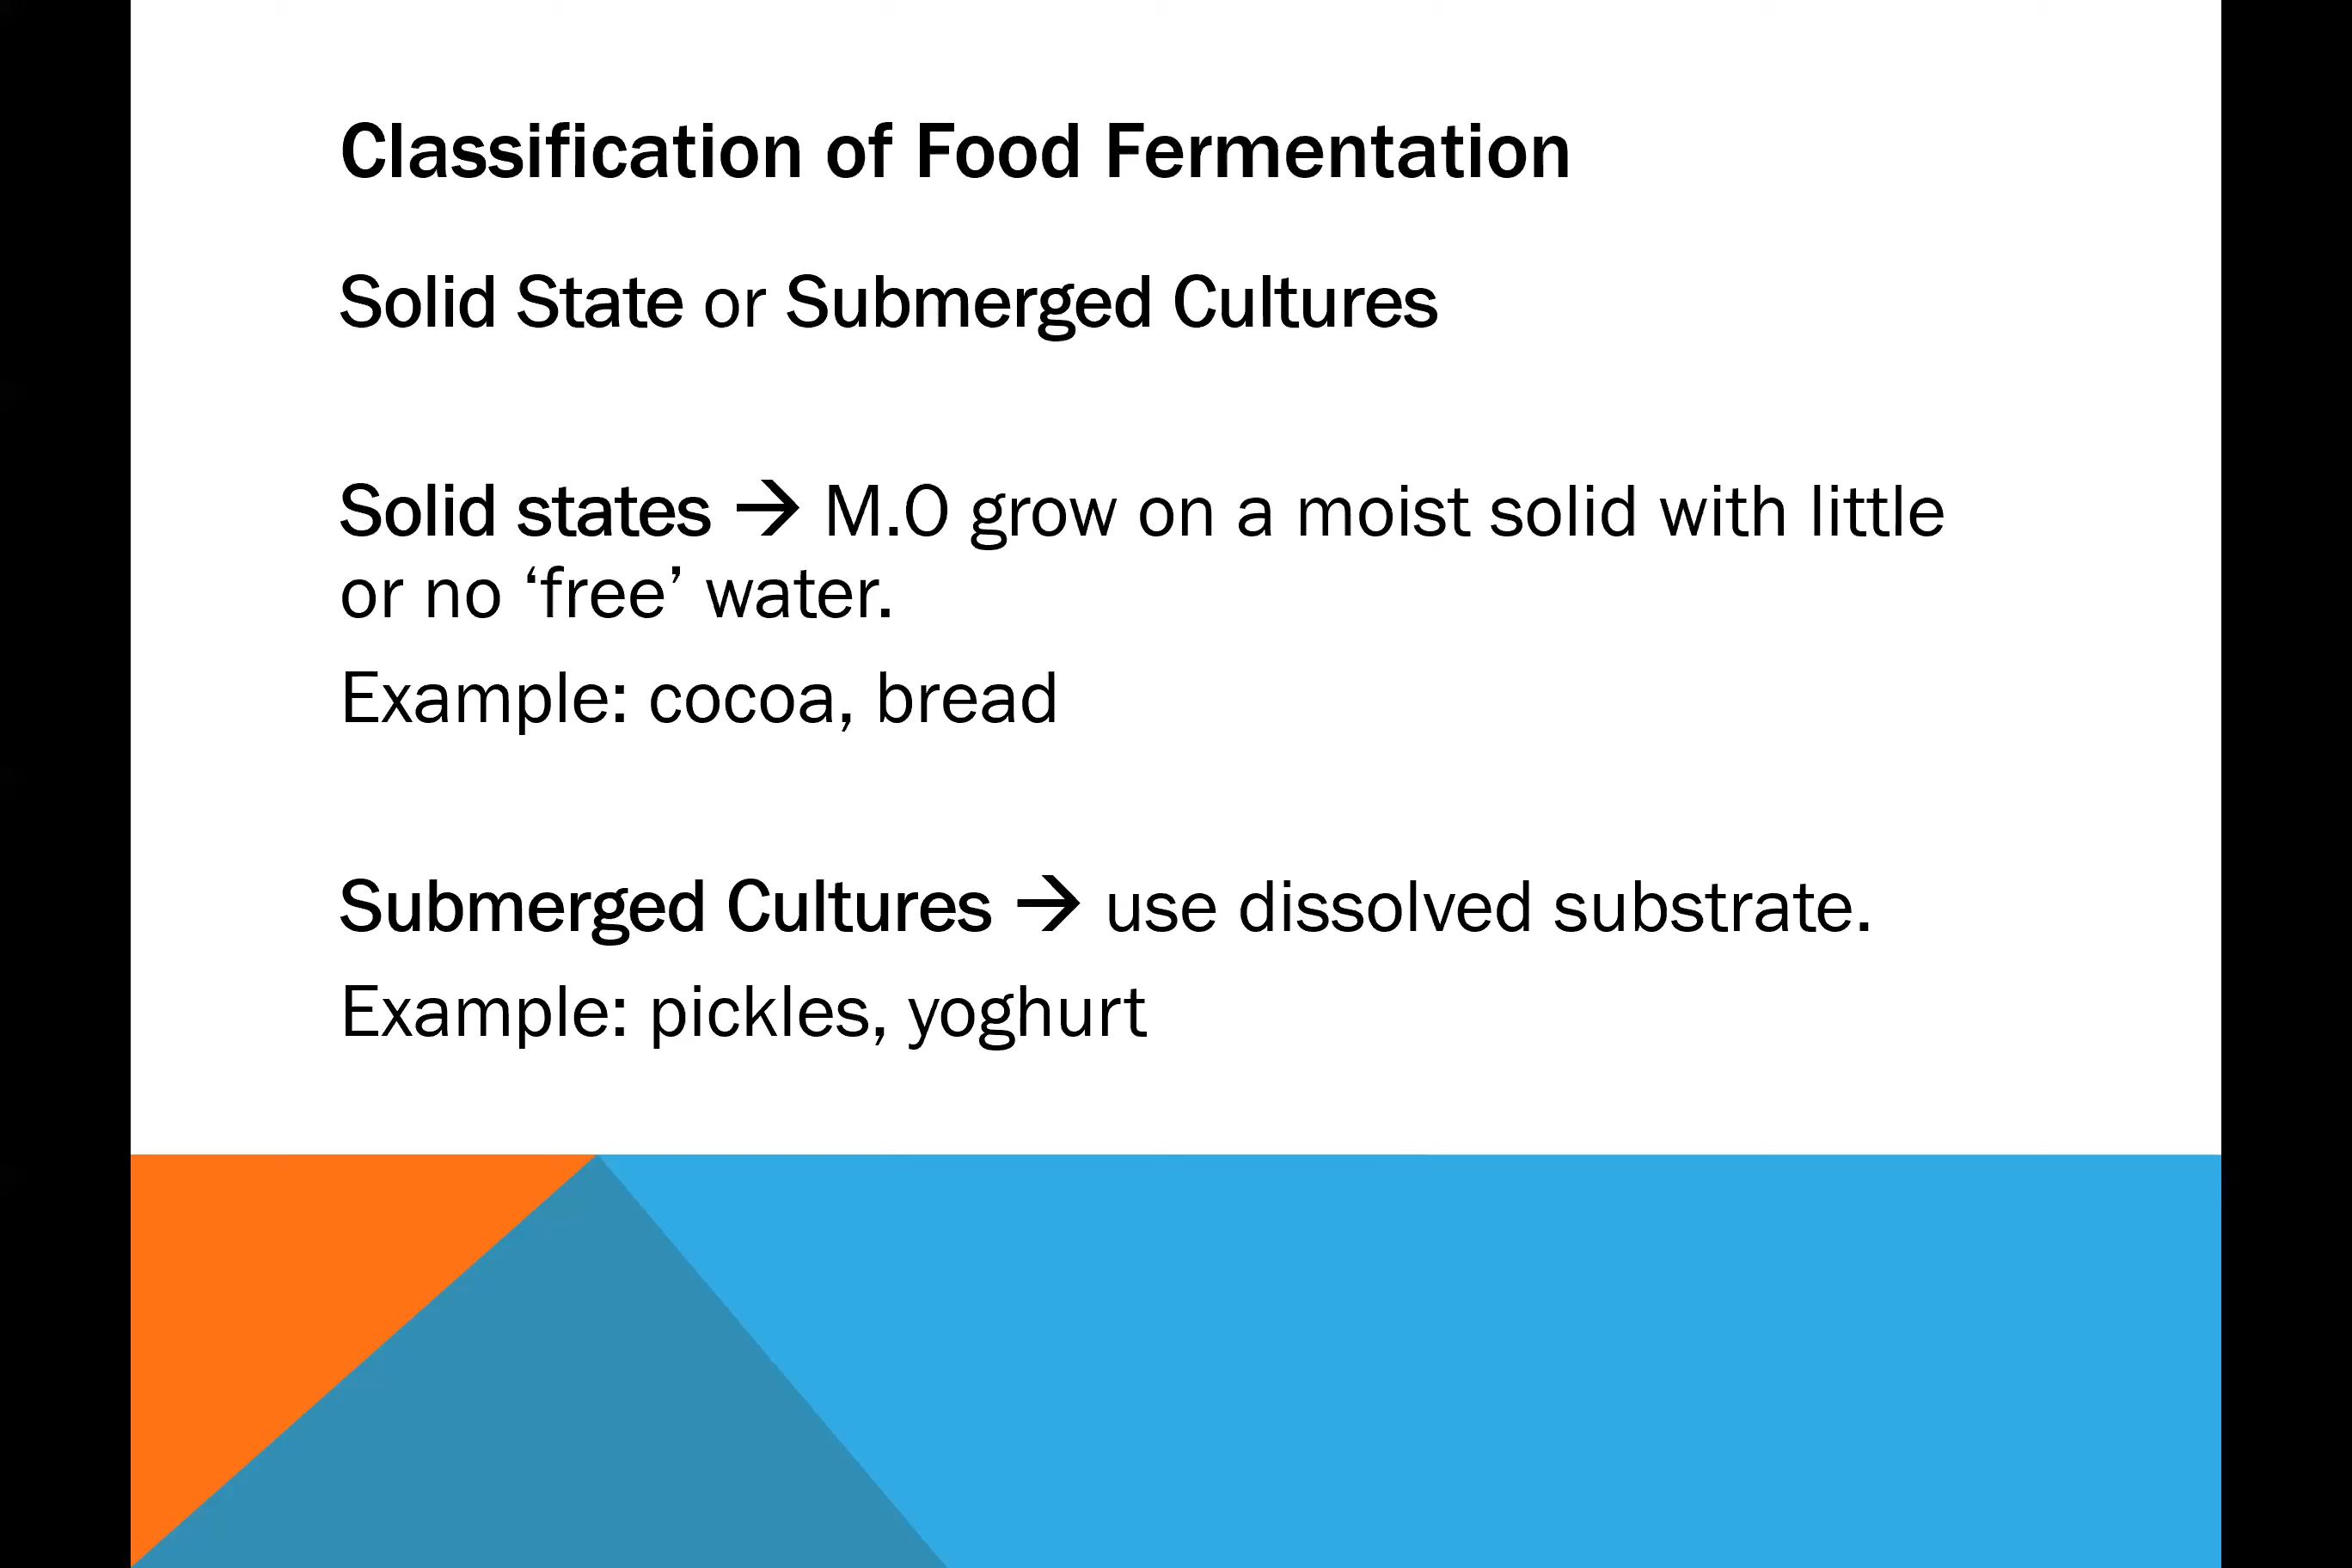 Classification of Food Fermentation
Solid State or Submerged Cultures
Solid states → M.O grow on a moist solid with little
or no ‘free’ water.
Example: cocoa, bread
Submerged Cultures → use dissolved substrate.
Example: pickles, yoghurt